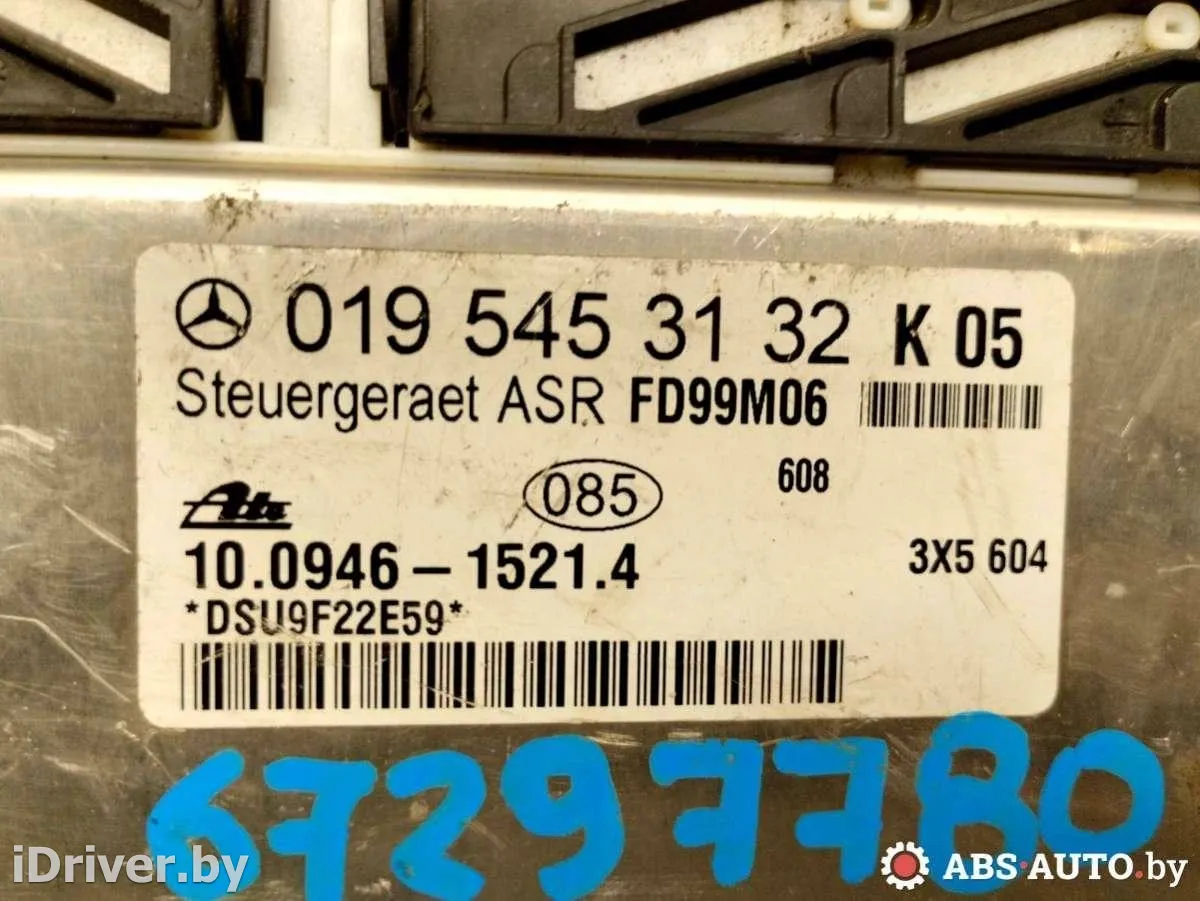 019 545 31 32 K 05
Steuergeraet ASR FD99M06
608
Ate 085
10.0946-1521.4 3X5 604
*DSU9F22E59*
67297780
iDriver.by
ABS-AUTO.by